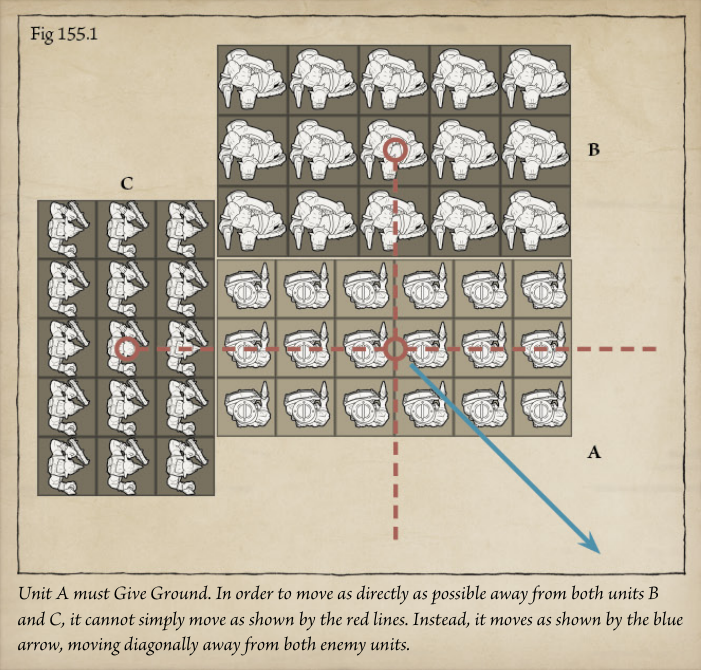 Fig 155.1
B
C
A
Unit A must Give Ground. In order to move as directly as possible away from both units B
and C, it cannot simply move as shown by the red lines. Instead, it moves as shown by the blue
arrow, moving diagonally away from both enemy units.